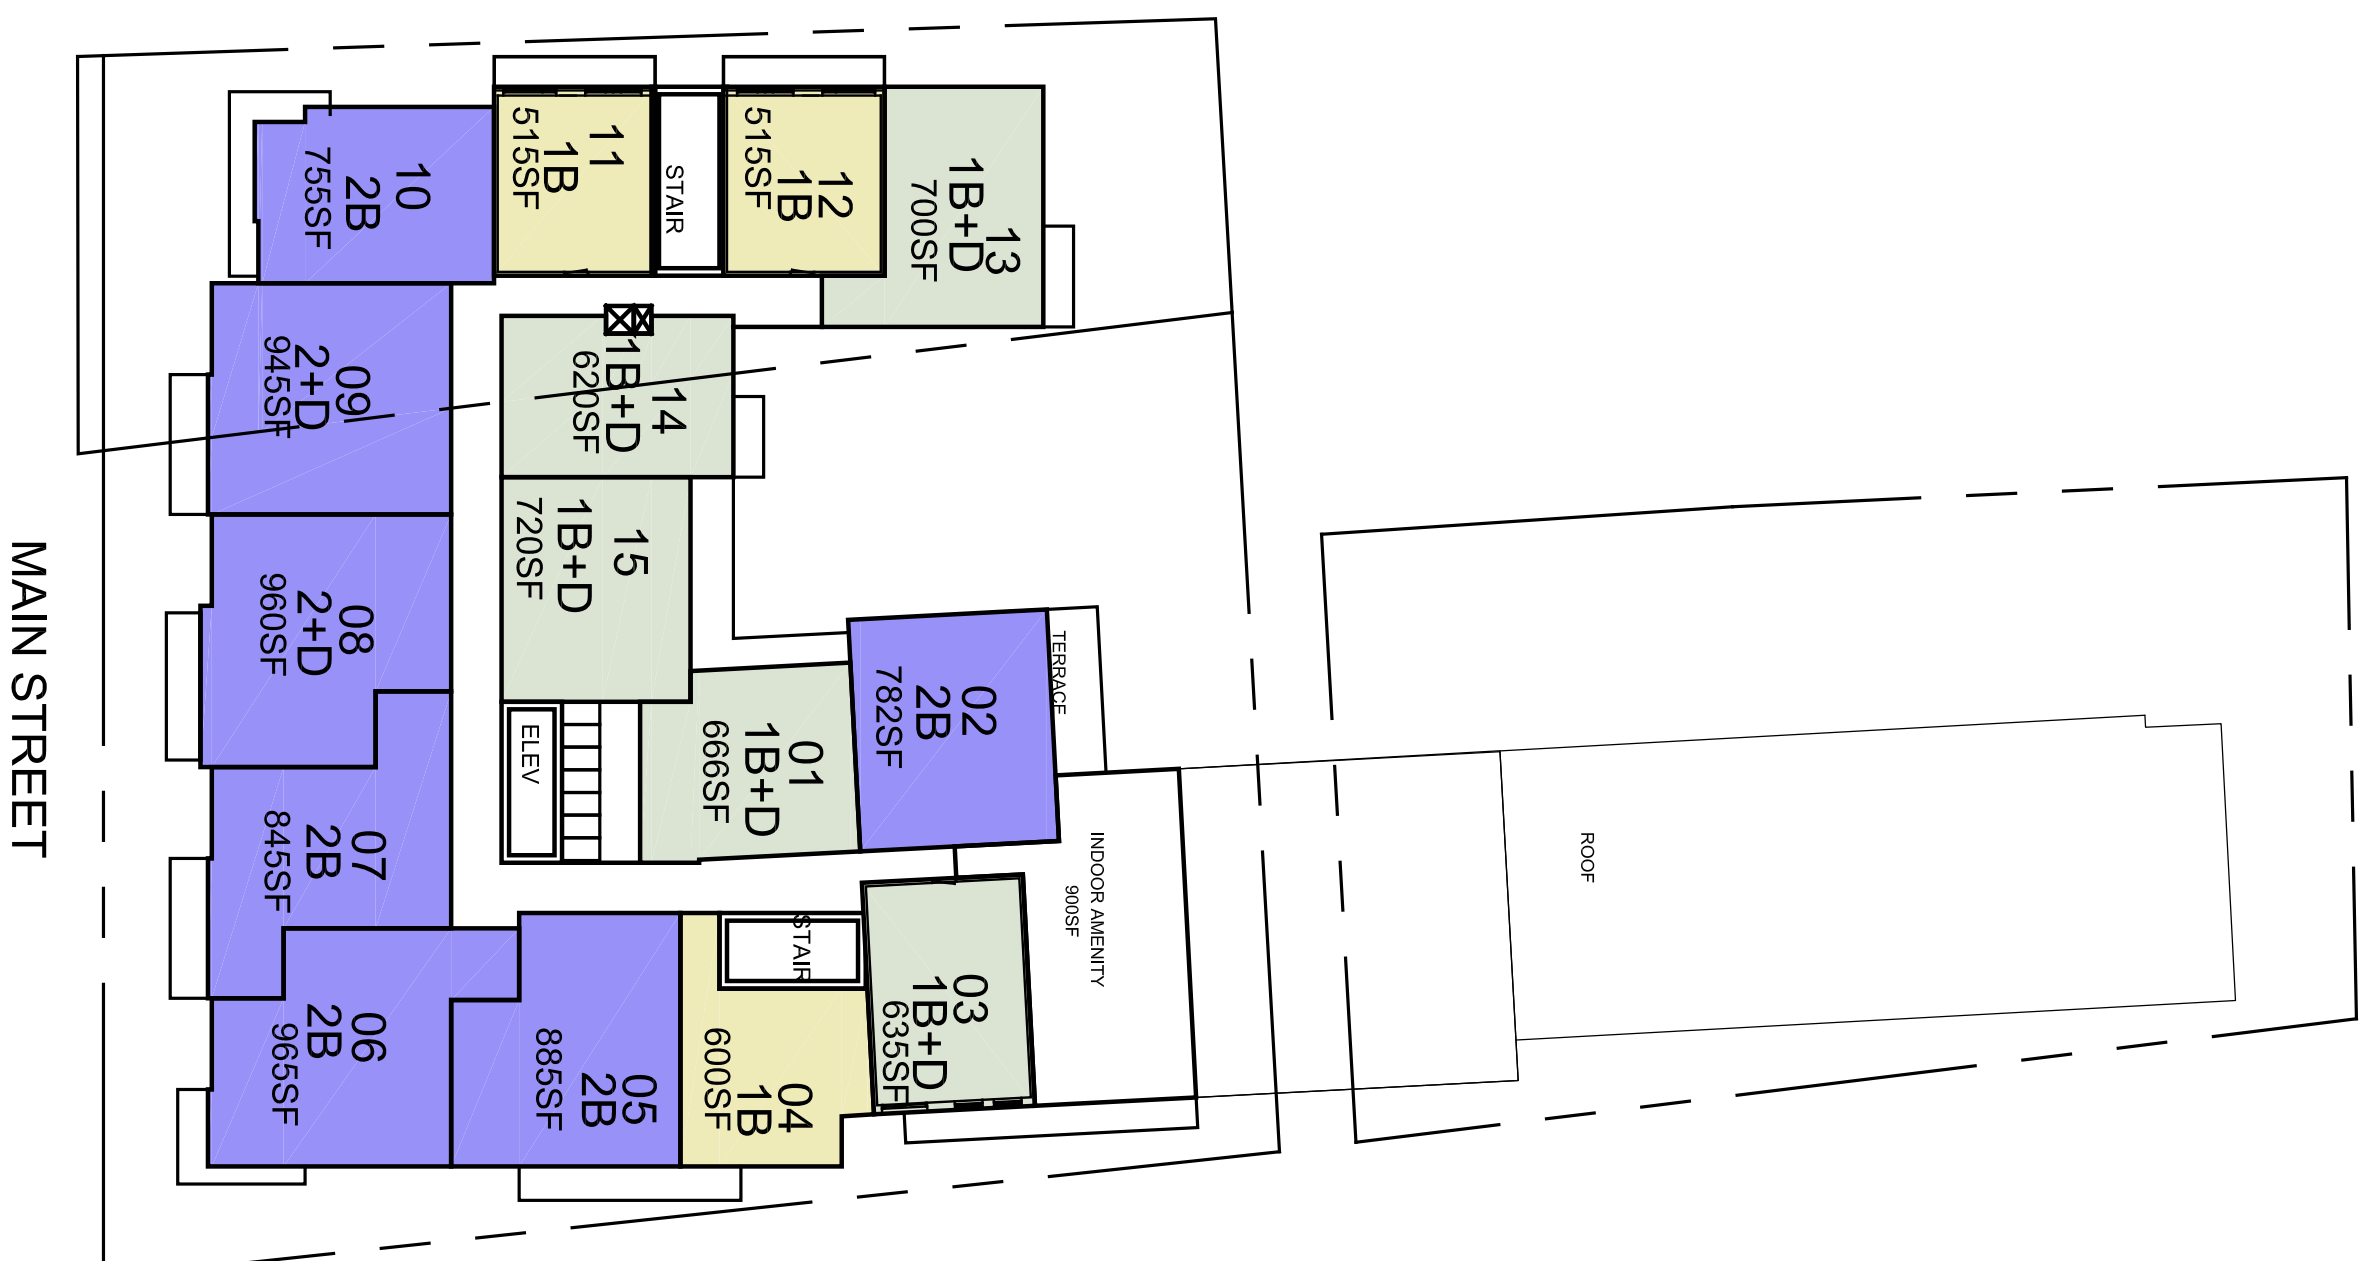 MAIN STREET
10
2B
755SF
11
1B
515SF
STAIR
12
1B
515SF
13
1B+D
700SF
09
2+D
945SF
14
1B+D
620SF
08
2+D
960SF
15
1B+D
720SF
02
2B
782SF
TERRACE
07
2B
845SF
ELEV
01
1B+D
666SF
INDOOR AMENITY
900SF
ROOF
06
2B
965SF
05
2B
885SF
04
1B
600SF
STAIR
03
1B+D
635SF